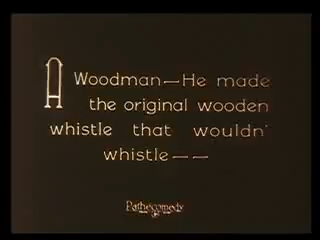 A Woodman—He made
the original wooden
whistle that wouldn'
whistle——
Pathécomedy